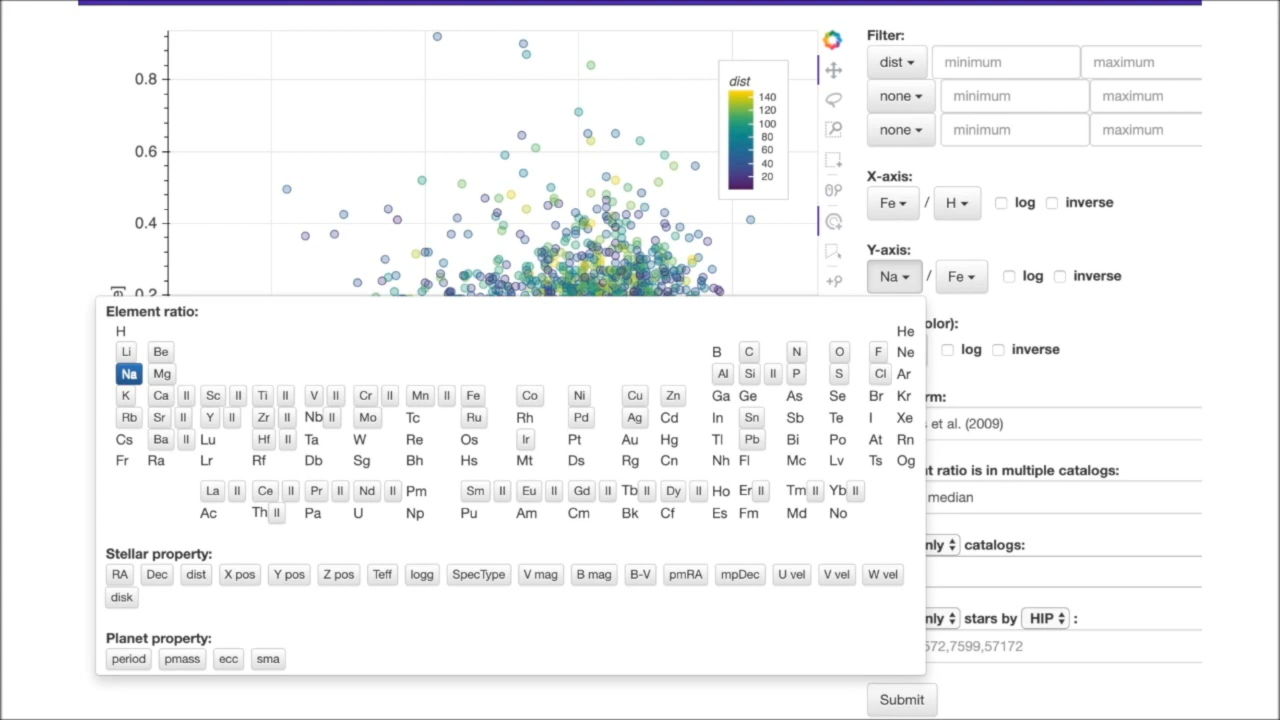 Filter:
dist minimum maximum
none minimum maximum
none minimum maximum
X-axis:
Fe / H log inverse
Y-axis:
Na / Fe log inverse
olor):
log inverse
rm:
s et al. (2009)
t ratio is in multiple catalogs:
median
nly catalogs:
nly stars by HIP :
572,7599,57172
Submit
0.8
0.6
0.4
0.2
dist
140
120
100
80
60
40
20
Element ratio:
H He
Li Be B C N O F Ne
Na Mg Al Si II P S Cl Ar
K Ca II Sc II Ti II V II Cr II Mn II Fe Co Ni Cu Zn Ga Ge As Se Br Kr
Rb Sr II Y II Zr II Nb II Mo Tc Ru Rh Pd Ag Cd In Sn Sb Te I Xe
Cs Ba II Lu Hf II Ta W Re Os Ir Pt Au Hg Tl Pb Bi Po At Rn
Fr Ra Lr Rf Db Sg Bh Hs Mt Ds Rg Cn Nh Fl Mc Lv Ts Og
La II Ce II Pr II Nd II Pm Sm II Eu II Gd II Tb II Dy II Ho Er II Tm II Yb II
Ac Th II Pa U Np Pu Am Cm Bk Cf Es Fm Md No
Stellar property:
RA Dec dist X pos Y pos Z pos Teff logg SpecType V mag B mag B-V pmRA mpDec U vel V vel W vel
disk
Planet property:
period pmass ecc sma